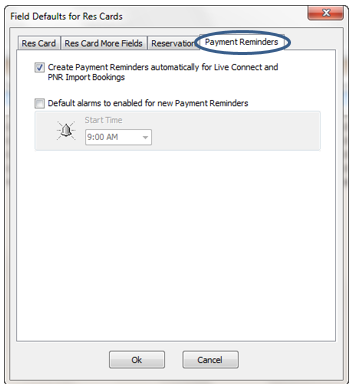 Field Defaults for Res Cards
Res Card Res Card More Fields Reservation Payment Reminders
Create Payment Reminders automatically for Live Connect and
PNR Import Bookings
Default alarms to enabled for new Payment Reminders
Start Time
9:00 AM
Ok Cancel